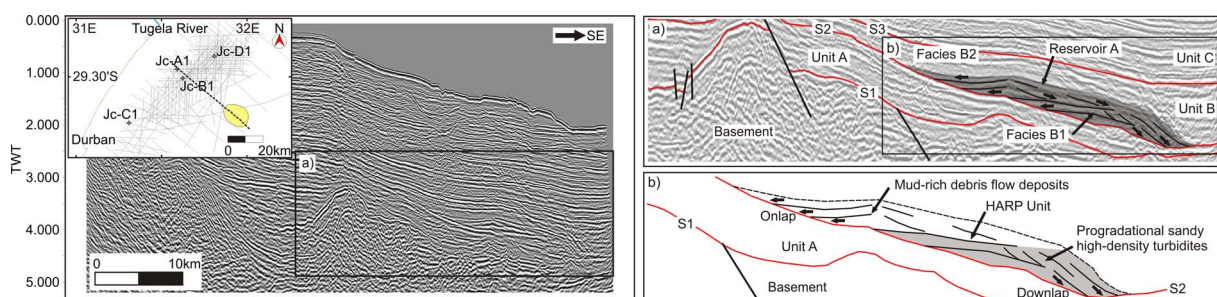 0.000
1.000
2.000
3.000
4.000
5.000
TWT
31E
Tugela River
32E
N
29.30'S
Jc-D1
Jc-A1
Jc-B1
Jc-C1
Durban
0 20km
SE
a)
0 10km
a)
S2
S3
b)
Facies B2
Reservoir A
Unit C
Unit A
S1
Unit B
Basement
Facies B1
b)
Mud-rich debris flow deposits
HARP Unit
Onlap
S1
Unit A
Progradational sandy
high-density turbidites
Basement
Downlap
S2